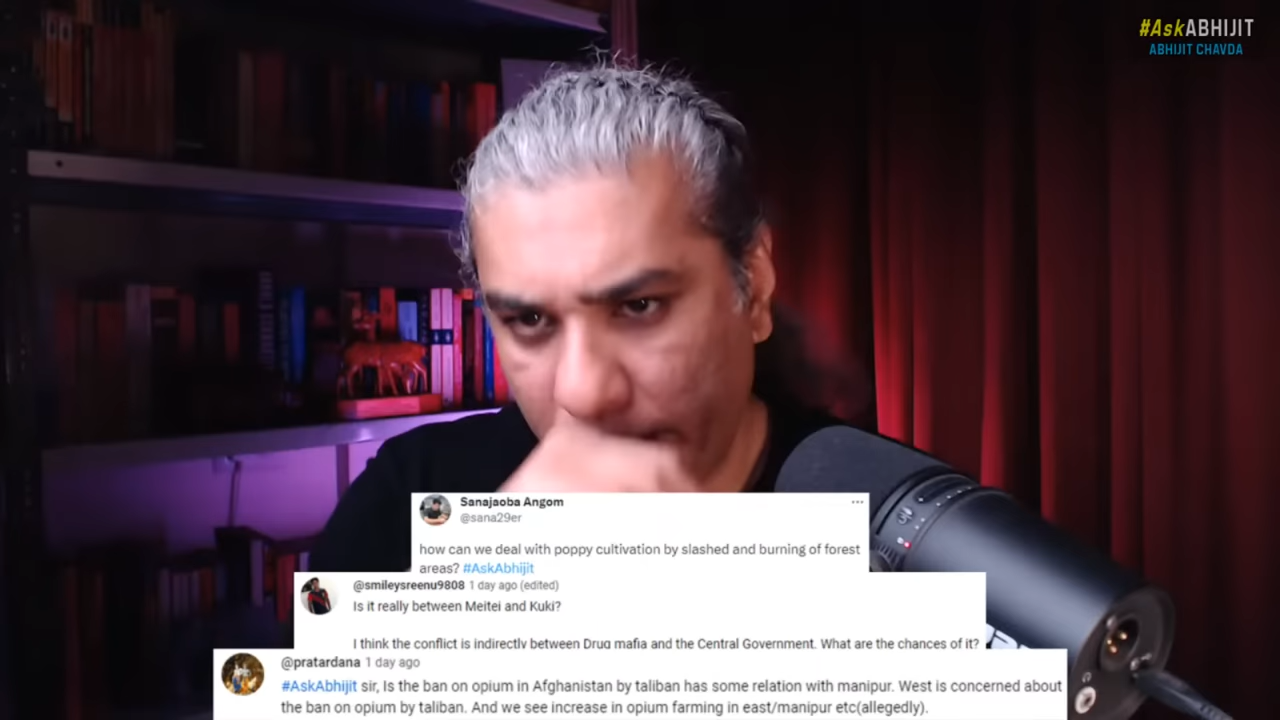 #AskABHIJIT
ABHIJIT CHAVDA
Sanajaoba Angom
@sana29er
how can we deal with poppy cultivation by slashed and burning of forest
areas? #AskAbhijit
@smileysreenu9808 1 day ago (edited)
Is it really between Meitei and Kuki?
I think the conflict is indirectly between Drug mafia and the Central Government. What are the chances of it?
@pratardana 1 day ago
#AskAbhijit sir, Is the ban on opium in Afghanistan by taliban has some relation with manipur. West is concerned about
the ban on opium by taliban. And we see increase in opium farming in east/manipur etc(allegedly).